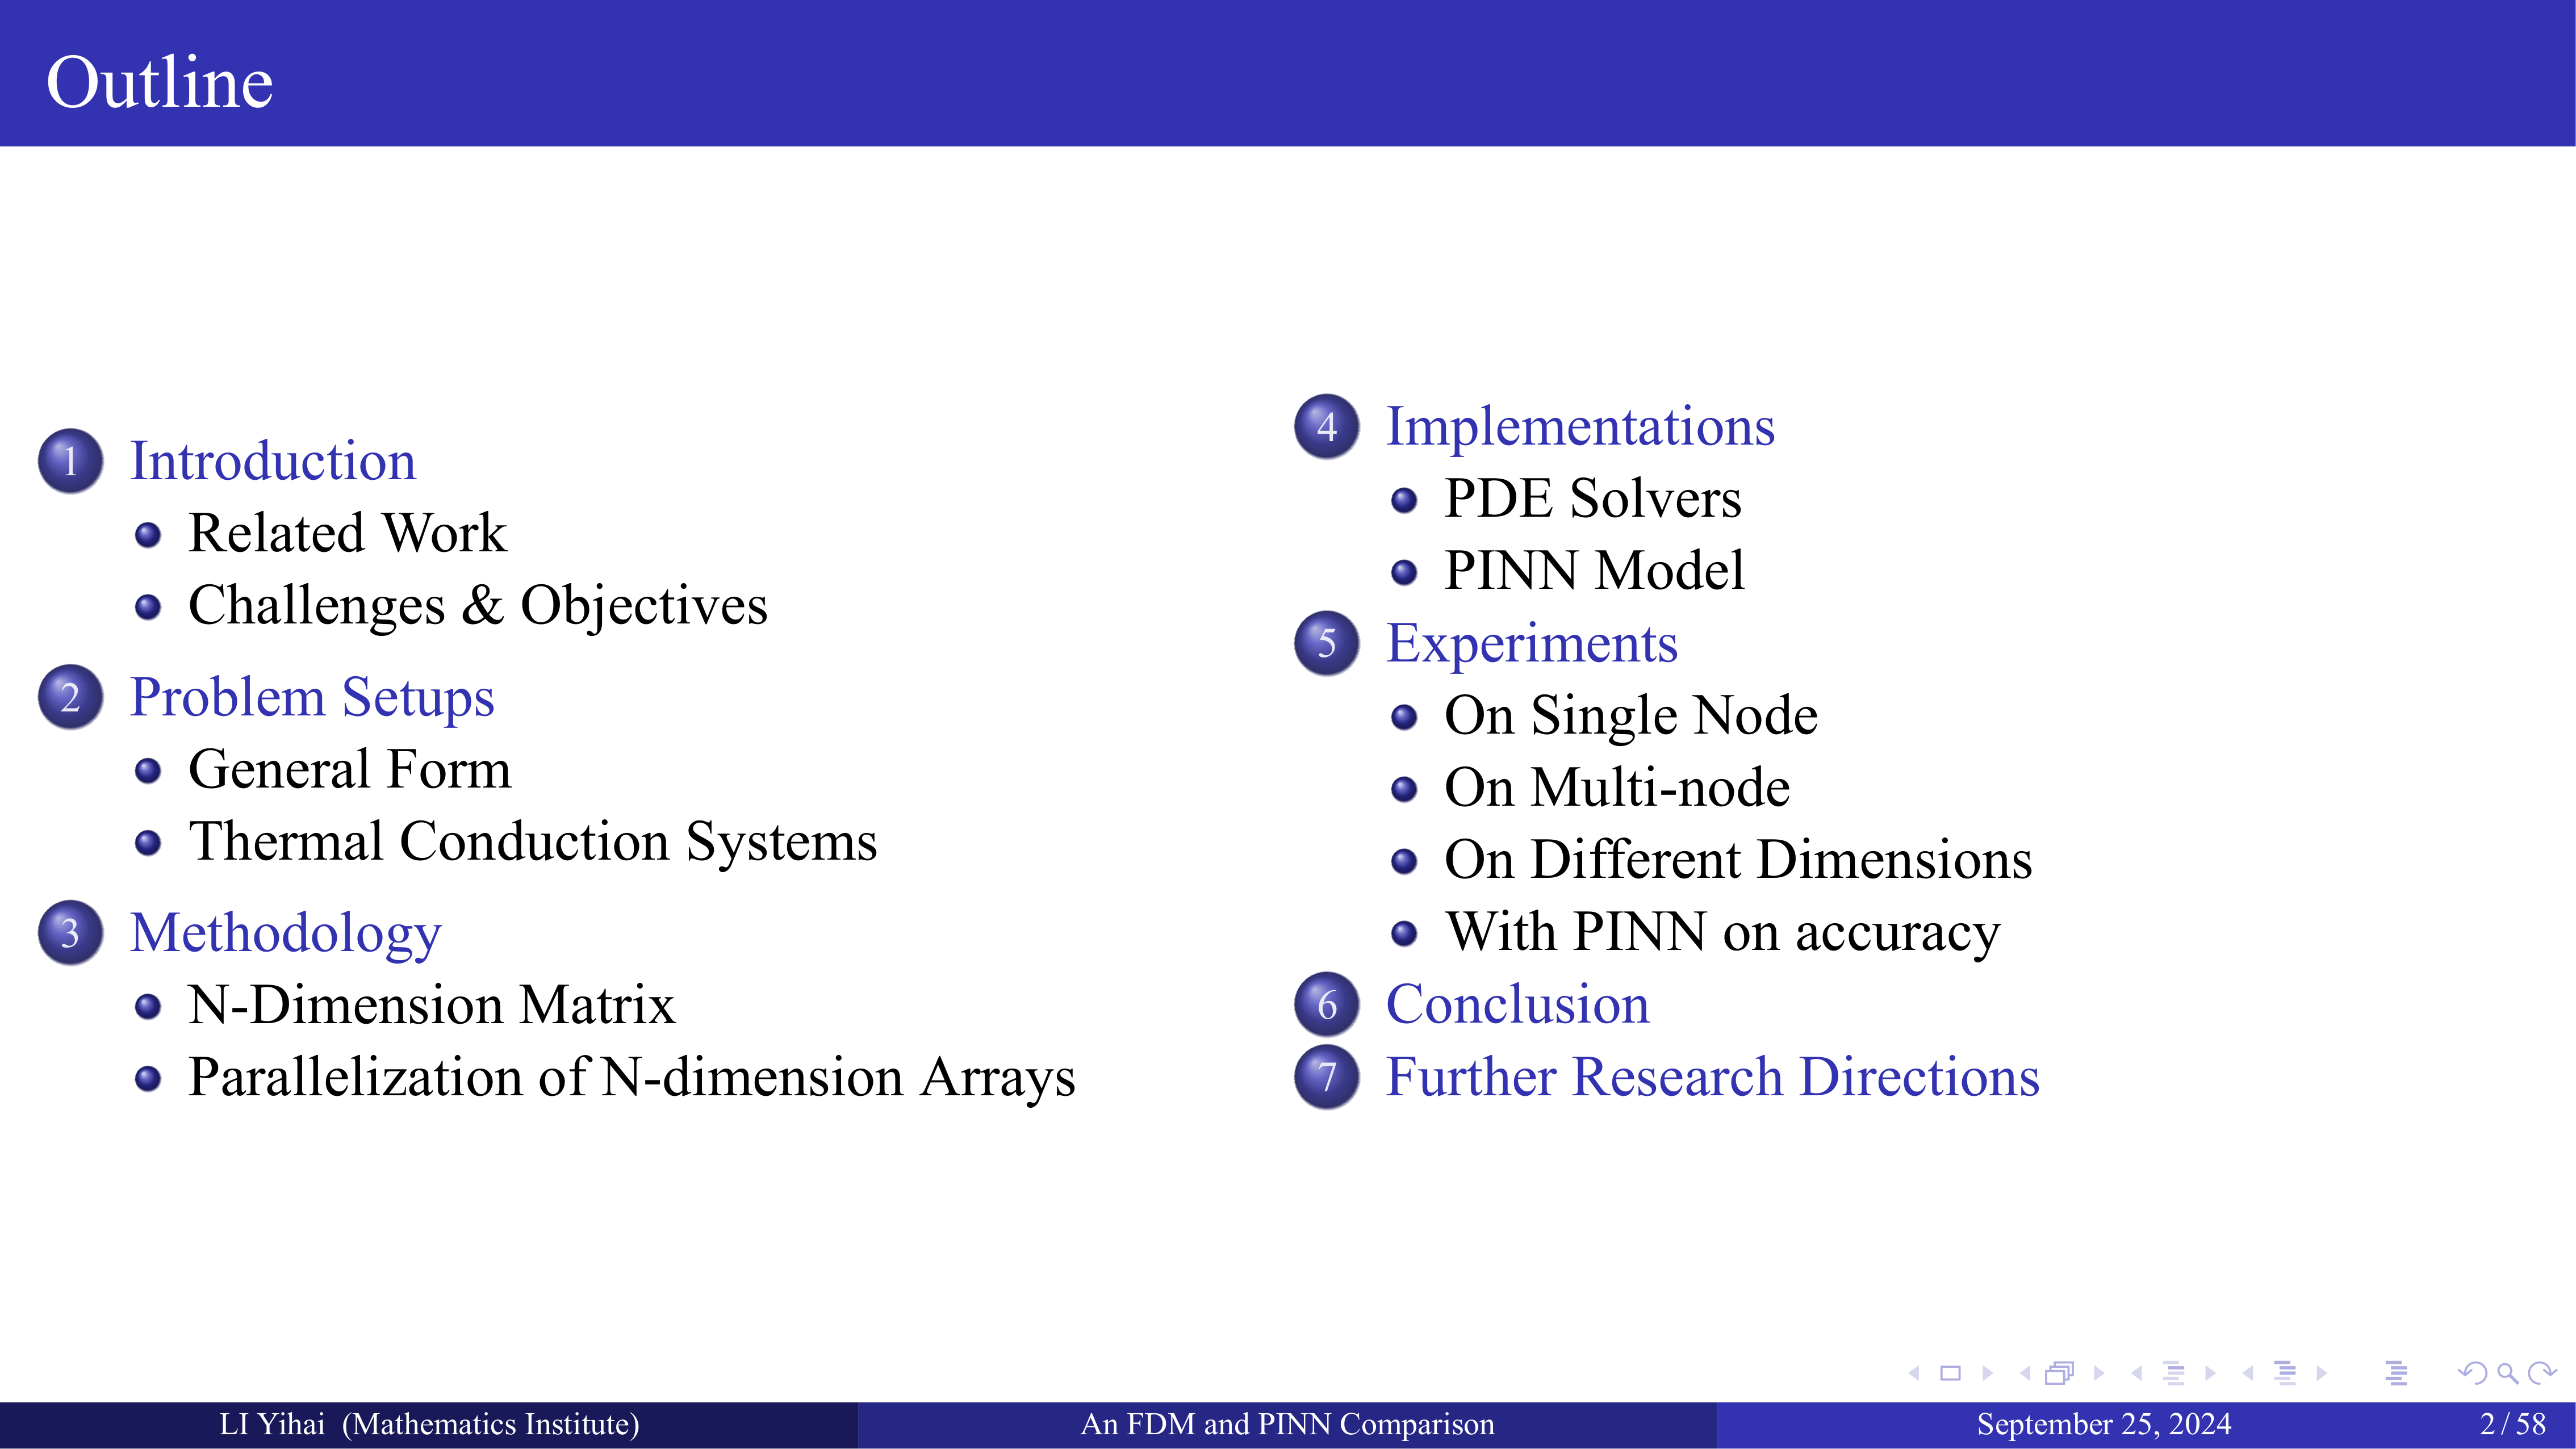 Outline
1 Introduction
Related Work
Challenges & Objectives
2 Problem Setups
General Form
Thermal Conduction Systems
3 Methodology
N-Dimension Matrix
Parallelization of N-dimension Arrays
4 Implementations
PDE Solvers
PINN Model
5 Experiments
On Single Node
On Multi-node
On Different Dimensions
With PINN on accuracy
6 Conclusion
7 Further Research Directions
LI Yihai (Mathematics Institute)
An FDM and PINN Comparison
September 25, 2024
2 / 58